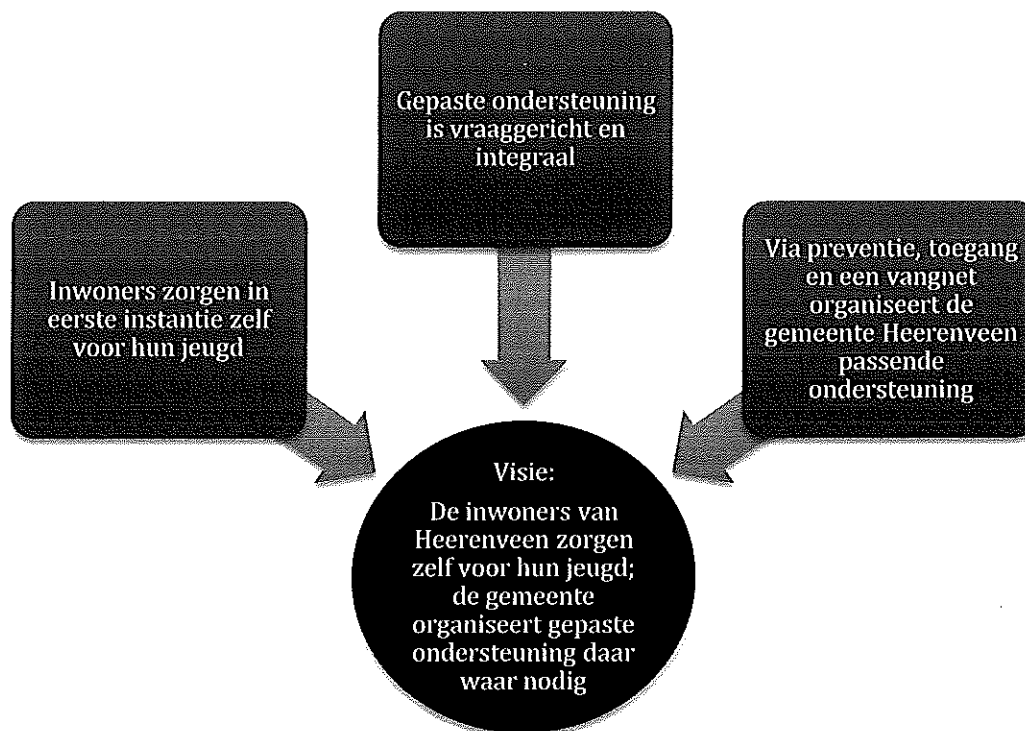 Gepaste ondersteuning
is vraaggericht en
integraal
Inwoners zorgen in
eerste instantie zelf
voor hun jeugd
Via preventie, toegang
en een vangnet
organiseert de
gemeente Heerenveen
passende
ondersteuning
Visie:
De inwoners van
Heerenveen zorgen
zelf voor hun jeugd;
de gemeente
organiseert gepaste
ondersteuning daar
waar nodig